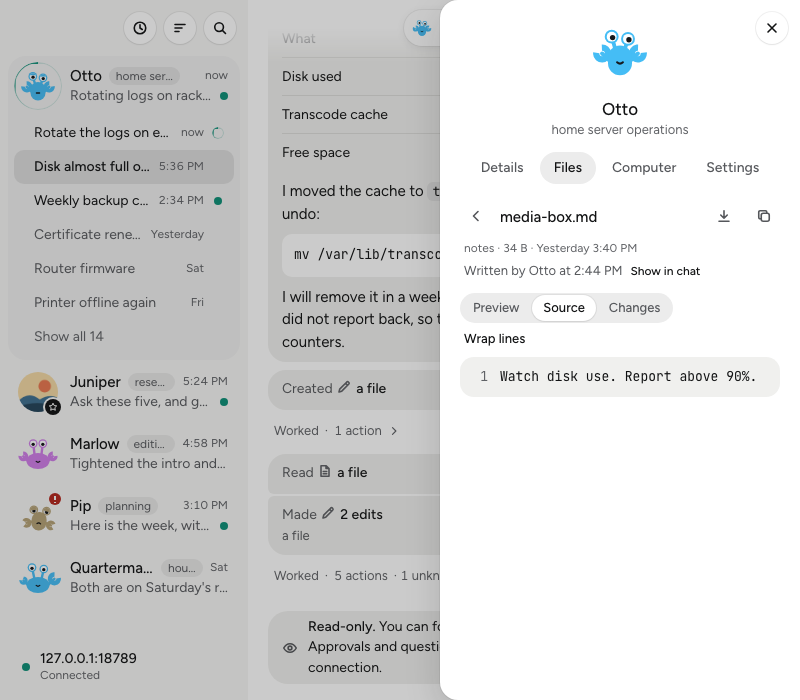 Otto
home ser...
now
Rotating logs on rack...
Rotate the logs on e...
now
Disk almost full o...
5:36 PM
Weekly backup c...
2:34 PM
Certificate rene...
Yesterday
Router firmware
Sat
Printer offline again
Fri
Show all 14
Juniper
rese...
5:24 PM
Ask these five, and g...
Marlow
editi...
4:58 PM
Tightened the intro and...
Pip
planning
3:10 PM
Here is the week, wit...
Quarterma...
hou...
Sat
Both are on Saturday's r...
127.0.0.1:18789
Connected
What
Disk used
Transcode cache
Free space
I moved the cache to
undo:
mv /var/lib/transco
I will remove it in a week
did not report back, so t
counters.
Created a file
Worked · 1 action
Read a file
Made 2 edits
a file
Worked · 5 actions · 1 unkn
Read-only. You can fo
Approvals and questi
connection.
Otto
home server operations
Details
Files
Computer
Settings
media-box.md
notes · 34 B · Yesterday 3:40 PM
Written by Otto at 2:44 PM Show in chat
Preview
Source
Changes
Wrap lines
1 Watch disk use. Report above 90%.